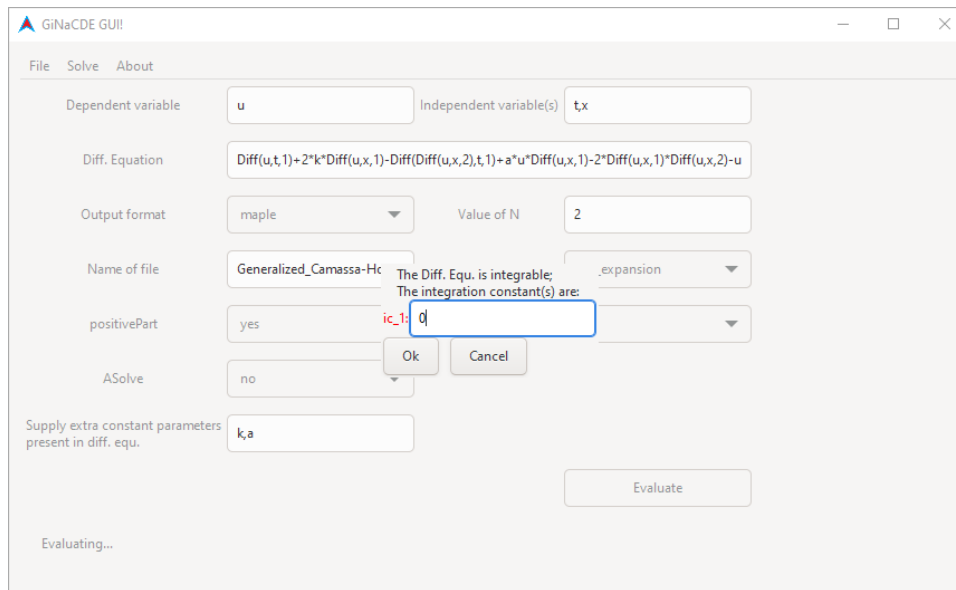 GiNaCDE GUI!
File Solve About
Dependent variable u Independent variable(s) t,x
Diff. Equation Diff(u,t,1)+2*k*Diff(u,x,1)-Diff(Diff(u,x,2),t,1)+a*u*Diff(u,x,1)-2*Diff(u,x,1)*Diff(u,x,2)-u
Output format maple Value of N 2
Name of file Generalized_Camassa-Ho _expansion
The Diff. Equ. is integrable;
The integration constant(s) are:
positivePart yes ic_1: 0
Ok Cancel
ASolve no
Supply extra constant parameters
present in diff. equ. k,a
Evaluate
Evaluating...